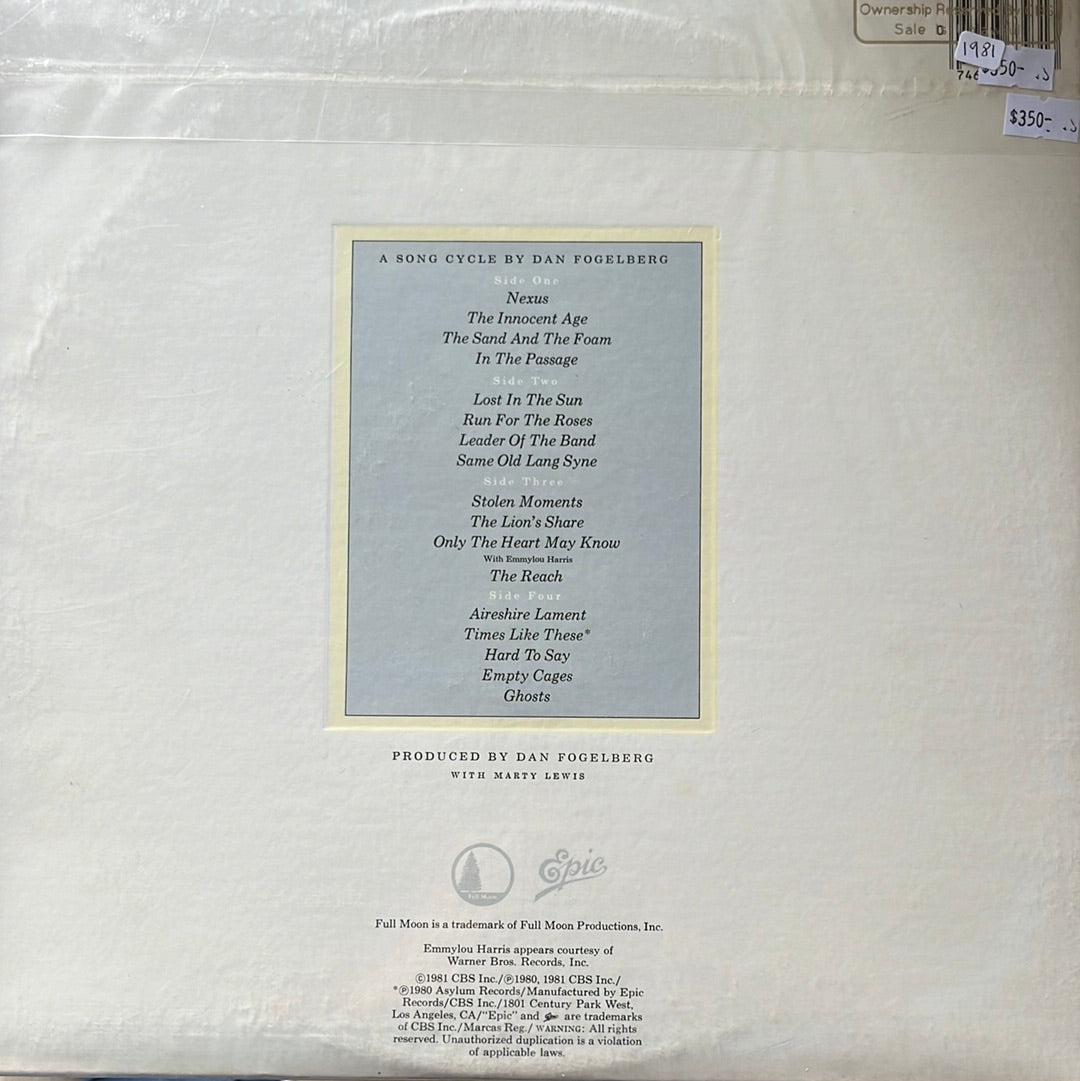 Ownership Re
Sale
1981
746
50-
$350-
A SONG CYCLE BY DAN FOGELBERG
Side One
Nexus
The Innocent Age
The Sand And The Foam
In The Passage
Side Two
Lost In The Sun
Run For The Roses
Leader Of The Band
Same Old Lang Syne
Side Three
Stolen Moments
The Lion's Share
Only The Heart May Know
With Emmylou Harris
The Reach
Side Four
Aireshire Lament
Times Like These*
Hard To Say
Empty Cages
Ghosts
PRODUCED BY DAN FOGELBERG
WITH MARTY LEWIS
Full Moon
Epic
Full Moon is a trademark of Full Moon Productions, Inc.
Emmylou Harris appears courtesy of
Warner Bros. Records, Inc.
©1981 CBS Inc./℗1980, 1981 CBS Inc./
*℗1980 Asylum Records/Manufactured by Epic
Records/CBS Inc./1801 Century Park West,
Los Angeles, CA/"Epic" and Epic are trademarks
of CBS Inc./Marcas Reg./WARNING: All rights
reserved. Unauthorized duplication is a violation
of applicable laws.